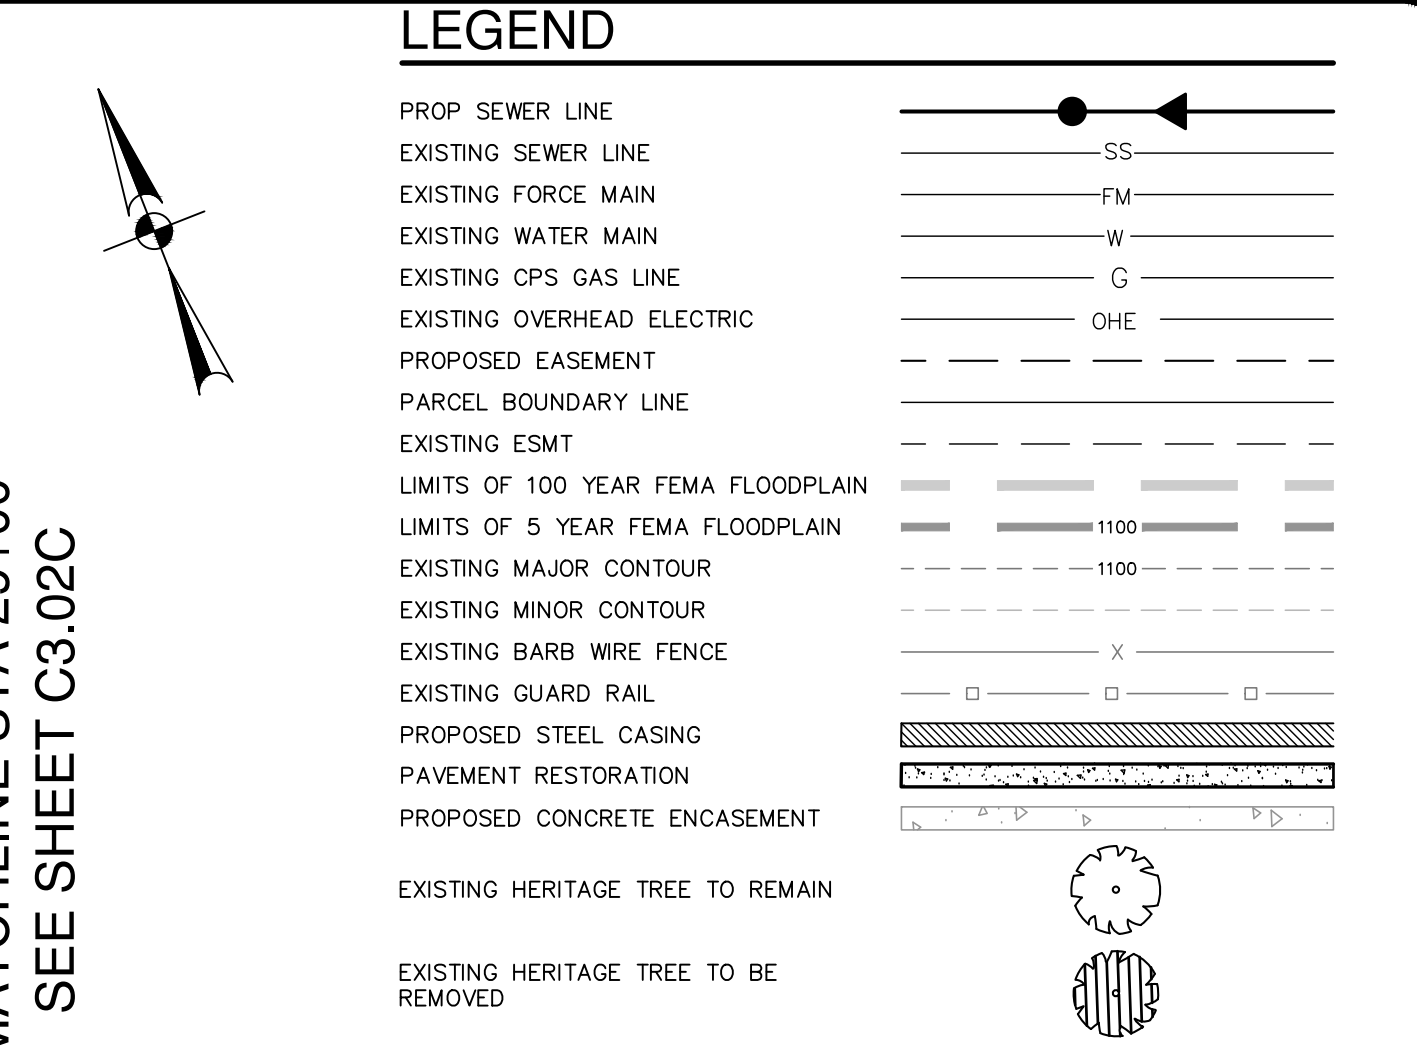 LEGEND
PROP SEWER LINE
EXISTING SEWER LINE SS
EXISTING FORCE MAIN FM
EXISTING WATER MAIN W
EXISTING CPS GAS LINE G
EXISTING OVERHEAD ELECTRIC OHE
PROPOSED EASEMENT
PARCEL BOUNDARY LINE
EXISTING ESMT
LIMITS OF 100 YEAR FEMA FLOODPLAIN
LIMITS OF 5 YEAR FEMA FLOODPLAIN 1100
EXISTING MAJOR CONTOUR 1100
EXISTING MINOR CONTOUR
EXISTING BARB WIRE FENCE X
EXISTING GUARD RAIL
PROPOSED STEEL CASING
PAVEMENT RESTORATION
PROPOSED CONCRETE ENCASEMENT
EXISTING HERITAGE TREE TO REMAIN
EXISTING HERITAGE TREE TO BE
REMOVED
SEE SHEET C3.02C